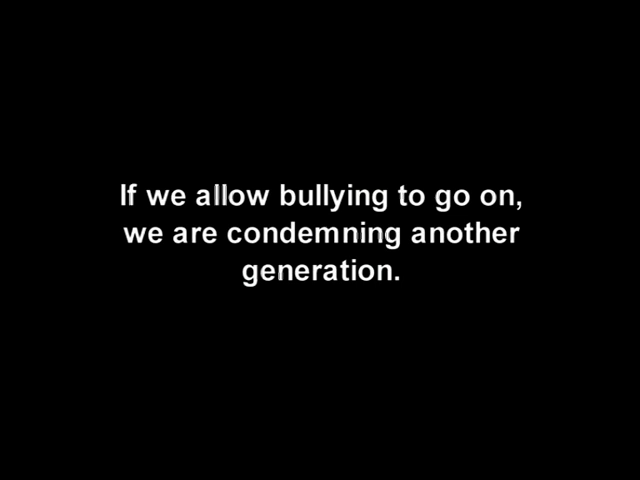 If we allow bullying to go on,
we are condemning another
generation.